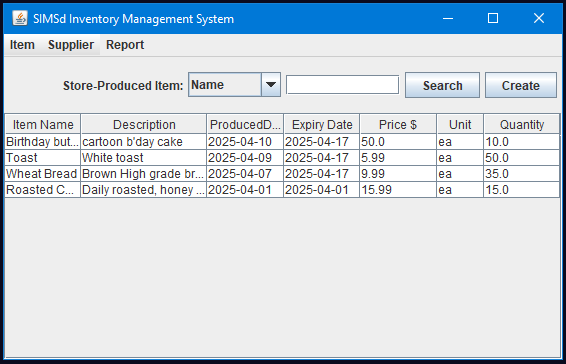 SIMSd Inventory Management System
Item Supplier Report
Store-Produced Item: Name Search Create
Item Name Description ProducedD... Expiry Date Price $ Unit Quantity
Birthday but... cartoon b'day cake 2025-04-10 2025-04-17 50.0 ea 10.0
Toast White toast 2025-04-09 2025-04-17 5.99 ea 50.0
Wheat Bread Brown High grade br... 2025-04-07 2025-04-17 9.99 ea 35.0
Roasted C... Daily roasted, honey ... 2025-04-01 2025-04-01 15.99 ea 15.0